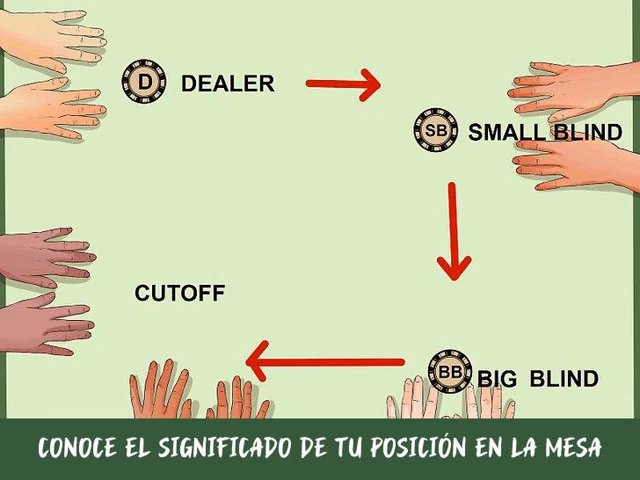 D DEALER
SB SMALL BLIND
CUTOFF
BB BIG BLIND
CONOCE EL SIGNIFICADO DE TU POSICIÓN EN LA MESA